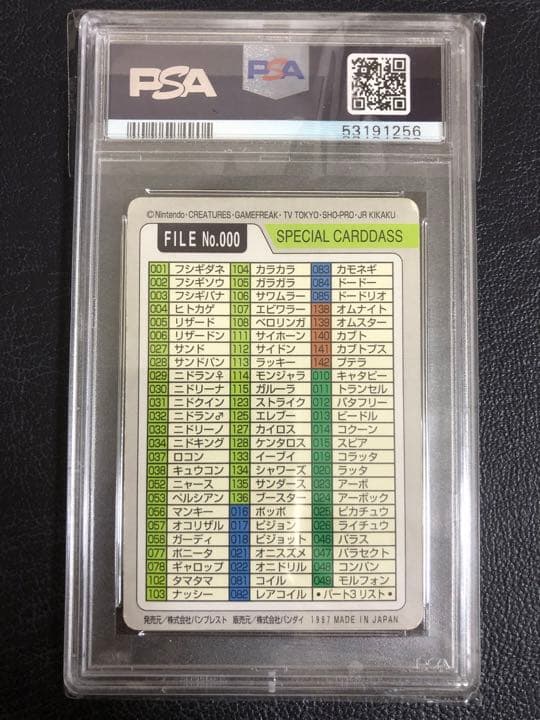 PSA
PSA
53191256
©Nintendo・CREATURES・GAMEFREAK・TV TOKYO・SHO-PRO・JR KIKAKU
FILE No.000 SPECIAL CARDDASS
001 フシギダネ 104 カラカラ 083 カモネギ
002 フシギソウ 105 ガラガラ 084 ドードー
003 フシギバナ 106 サワムラー 085 ドードリオ
004 ヒトカゲ 107 エビワラー 138 オムナイト
005 リザード 108 ベロリンガ 139 オムスター
006 リザードン 111 サイホーン 140 カブト
027 サンド 112 サイドン 141 カブトプス
028 サンドパン 113 ラッキー 142 プテラ
029 ニドラン♀ 114 モンジャラ 010 キャタピー
030 ニドリーナ 115 ガルーラ 011 トランセル
031 ニドクイン 123 ストライク 012 バタフリー
032 ニドラン♂ 125 エレブー 013 ビードル
033 ニドリーノ 127 カイロス 014 コクーン
034 ニドキング 128 ケンタロス 015 スピア
037 ロコン 133 イーブイ 019 コラッタ
038 キュウコン 134 シャワーズ 020 ラッタ
052 ニャース 135 サンダース 023 アーボ
053 ペルシアン 136 ブースター 024 アーボック
056 マンキー 016 ポッポ 025 ピカチュウ
057 オコリザル 017 ピジョン 026 ライチュウ
058 ガーディ 018 ピジョット 046 パラス
077 ポニータ 021 オニスズメ 047 パラセクト
078 ギャロップ 022 オニドリル 048 コンパン
102 タマタマ 081 コイル 049 モルフォン
103 ナッシー 082 レアコイル ・パート3リスト・
発売元／株式会社バンプレスト 販売元／株式会社バンダイ 1997 MADE IN JAPAN
PSA